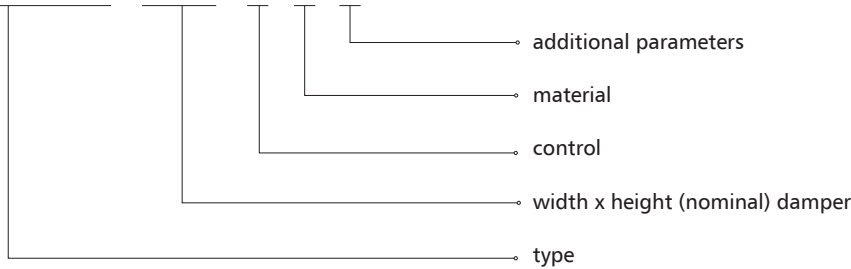 additional parameters
material
control
width x height (nominal) damper
type